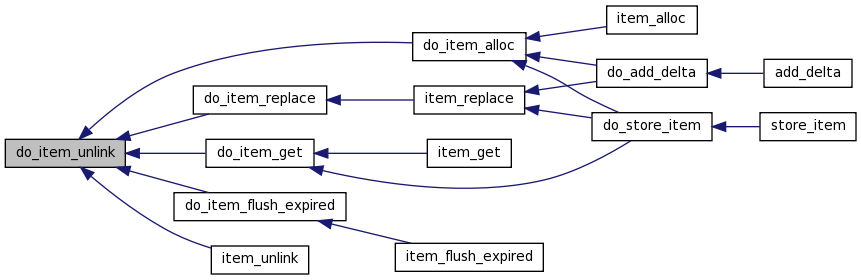 item_alloc
do_item_alloc
do_add_delta
add_delta
do_item_replace
item_replace
do_store_item
store_item
do_item_unlink
do_item_get
item_get
do_item_flush_expired
item_unlink
item_flush_expired